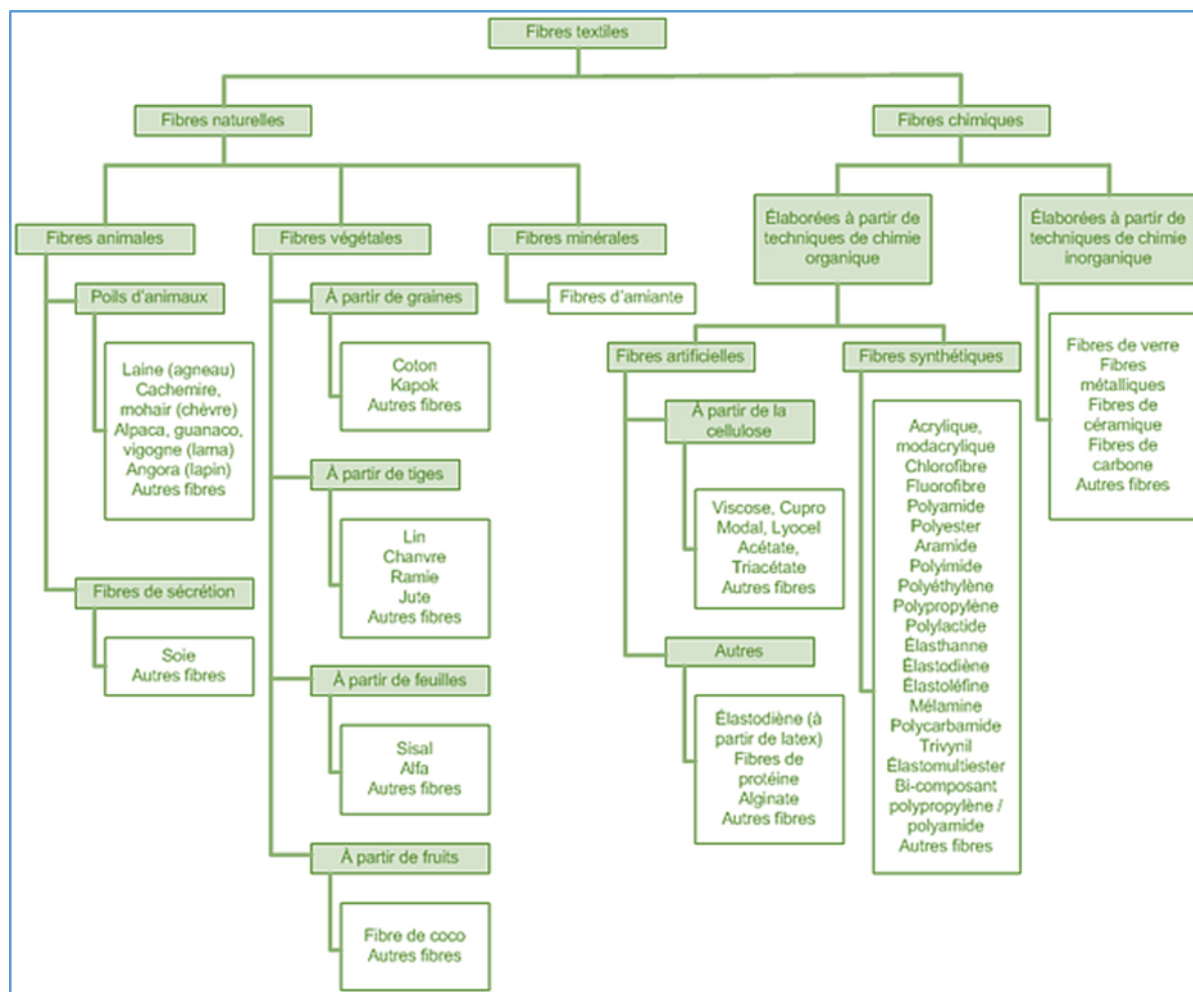 Fibres textiles
Fibres naturelles
Fibres chimiques
Fibres animales
Fibres végétales
Fibres minérales
Élaborées à partir de
techniques de chimie
organique
Élaborées à partir de
techniques de chimie
inorganique
Poils d'animaux
Laine (agneau)
Cachemire,
mohair (chèvre)
Alpaca, guanaco,
vigogne (lama)
Angora (lapin)
Autres fibres
Fibres de sécrétion
Soie
Autres fibres
À partir de graines
Coton
Kapok
Autres fibres
À partir de tiges
Lin
Chanvre
Ramie
Jute
Autres fibres
À partir de feuilles
Sisal
Alfa
Autres fibres
À partir de fruits
Fibre de coco
Autres fibres
Fibres d'amiante
Fibres artificielles
À partir de la
cellulose
Viscose, Cupro
Modal, Lyocel
Acétate,
Triacétate
Autres fibres
Autres
Élastodiène (à
partir de latex)
Fibres de
protéine
Alginate
Autres fibres
Fibres synthétiques
Acrylique,
modacrylique
Chlorofibre
Fluorofibre
Polyamide
Polyester
Aramide
Polyimide
Polyéthylène
Polypropylène
Polylactide
Élasthanne
Élastodiène
Élastoléfine
Mélamine
Polycarbamide
Trivynil
Élastomultiester
Bi-composant
polypropylène /
polyamide
Autres fibres
Fibres de verre
Fibres
métalliques
Fibres de
céramique
Fibres de
carbone
Autres fibres